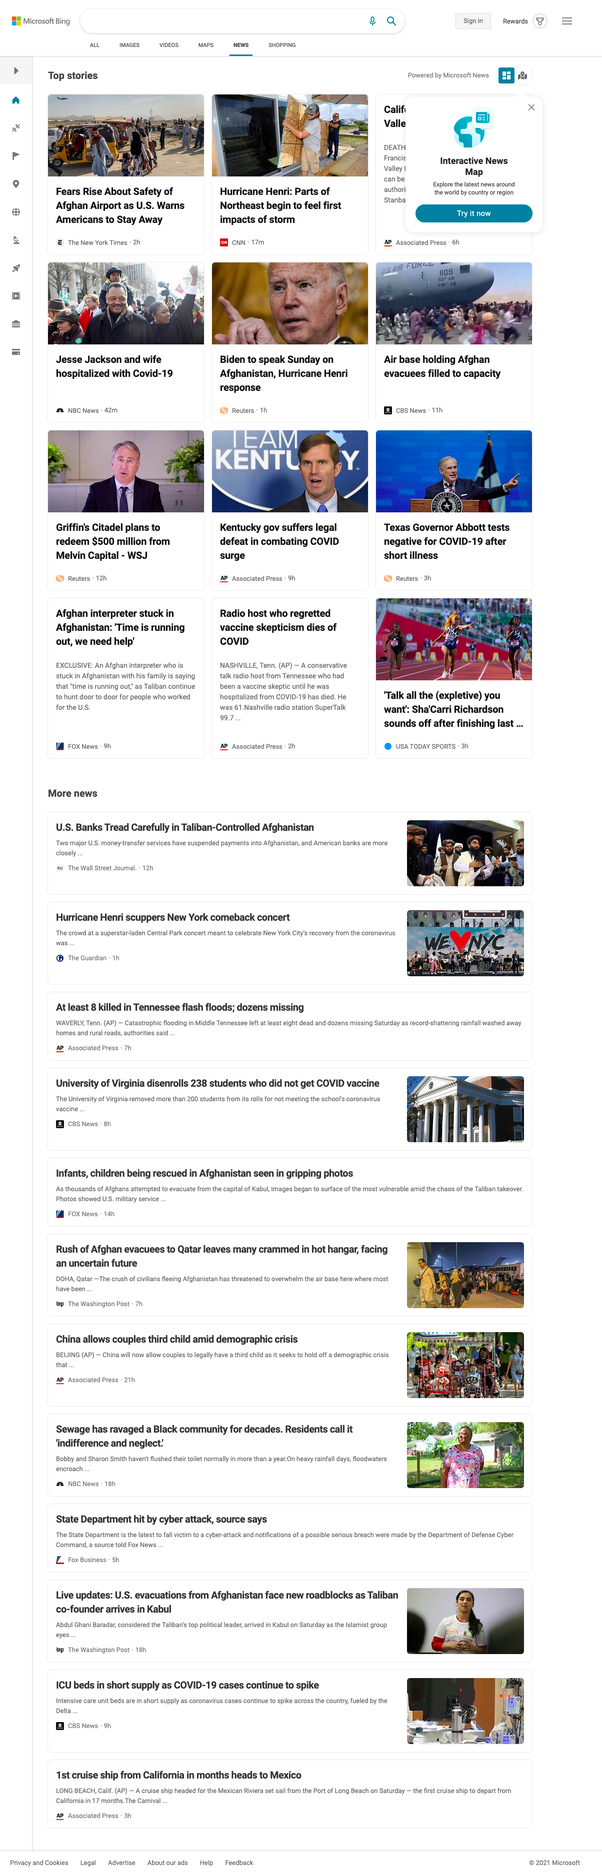 Microsoft Bing
Sign in
Rewards
ALL
IMAGES
VIDEOS
MAPS
NEWS
SHOPPING
Top stories
Powered by Microsoft News
Fears Rise About Safety of
Afghan Airport as U.S. Warns
Americans to Stay Away
The New York Times · 2h
Hurricane Henri: Parts of
Northeast begin to feel first
impacts of storm
CNN · 17m
Calif
Valle
DEATH
Francis
Valley
can be
authori
Stanba
Associated Press · 6h
Interactive News
Map
Explore the latest news around
the world by country or region
Try it now
Jesse Jackson and wife
hospitalized with Covid-19
NBC News · 42m
Biden to speak Sunday on
Afghanistan, Hurricane Henri
response
Reuters · 1h
AIR FORCE
1109
Air base holding Afghan
evacuees filled to capacity
CBS News · 11h
Griffin's Citadel plans to
redeem $500 million from
Melvin Capital - WSJ
Reuters · 12h
TEAM
KENTUCKY
Kentucky gov suffers legal
defeat in combating COVID
surge
AP Associated Press · 9h
Texas Governor Abbott tests
negative for COVID-19 after
short illness
Reuters · 3h
Afghan interpreter stuck in
Afghanistan: 'Time is running
out, we need help'
EXCLUSIVE: An Afghan interpreter who is
stuck in Afghanistan with his family is saying
that "time is running out," as Taliban continue
to hunt door to door for people who worked
for the U.S.
FOX News · 9h
Radio host who regretted
vaccine skepticism dies of
COVID
NASHVILLE, Tenn. (AP) — A conservative
talk radio host from Tennessee who had
been a vaccine skeptic until he was
hospitalized from COVID-19 has died. He
was 61.Nashville radio station SuperTalk
99.7 ...
AP Associated Press · 2h
'Talk all the (expletive) you
want': Sha'Carri Richardson
sounds off after finishing last ...
USA TODAY SPORTS · 3h
More news
U.S. Banks Tread Carefully in Taliban-Controlled Afghanistan
Two major U.S. money-transfer services have suspended payments into Afghanistan, and American banks are more
closely ...
The Wall Street Journal. · 12h
Hurricane Henri scuppers New York comeback concert
The crowd at a superstar-laden Central Park concert meant to celebrate New York City's recovery from the coronavirus
was ...
The Guardian · 1h
WE NYC
At least 8 killed in Tennessee flash floods; dozens missing
WAVERLY, Tenn. (AP) — Catastrophic flooding in Middle Tennessee left at least eight dead and dozens missing Saturday as record-shattering rainfall washed away
homes and rural roads, authorities said ...
AP Associated Press · 7h
University of Virginia disenrolls 238 students who did not get COVID vaccine
The University of Virginia removed more than 200 students from its rolls for not meeting the school's coronavirus
vaccine ...
CBS News · 8h
Infants, children being rescued in Afghanistan seen in gripping photos
As thousands of Afghans attempted to evacuate from the capital of Kabul, images began to surface of the most vulnerable amid the chaos of the Taliban takeover.
Photos showed U.S. military service ...
FOX News · 14h
Rush of Afghan evacuees to Qatar leaves many crammed in hot hangar, facing
an uncertain future
DOHA, Qatar —The crush of civilians fleeing Afghanistan has threatened to overwhelm the air base here where most
have been ...
wp The Washington Post · 7h
China allows couples third child amid demographic crisis
BEIJING (AP) — China will now allow couples to legally have a third child as it seeks to hold off a demographic crisis
that ...
AP Associated Press · 21h
Sewage has ravaged a Black community for decades. Residents call it
'indifference and neglect.'
Bobby and Sharon Smith haven't flushed their toilet normally in more than a year.On heavy rainfall days, floodwaters
encroach ...
NBC News · 18h
State Department hit by cyber attack, source says
The State Department is the latest to fall victim to a cyber-attack and notifications of a possible serious breach were made by the Department of Defense Cyber
Command, a source told Fox News ...
Fox Business · 5h
Live updates: U.S. evacuations from Afghanistan face new roadblocks as Taliban
co-founder arrives in Kabul
Abdul Ghani Baradar, considered the Taliban's top political leader, arrived in Kabul on Saturday as the Islamist group
eyes ...
wp The Washington Post · 18h
ICU beds in short supply as COVID-19 cases continue to spike
Intensive care unit beds are in short supply as coronavirus cases continue to spike across the country, fueled by the
Delta ...
CBS News · 9h
1st cruise ship from California in months heads to Mexico
LONG BEACH, Calif. (AP) — A cruise ship headed for the Mexican Riviera set sail from the Port of Long Beach on Saturday — the first cruise ship to depart from
California in 17 months.The Carnival ...
AP Associated Press · 3h
Privacy and Cookies
Legal
Advertise
About our ads
Help
Feedback
© 2021 Microsoft